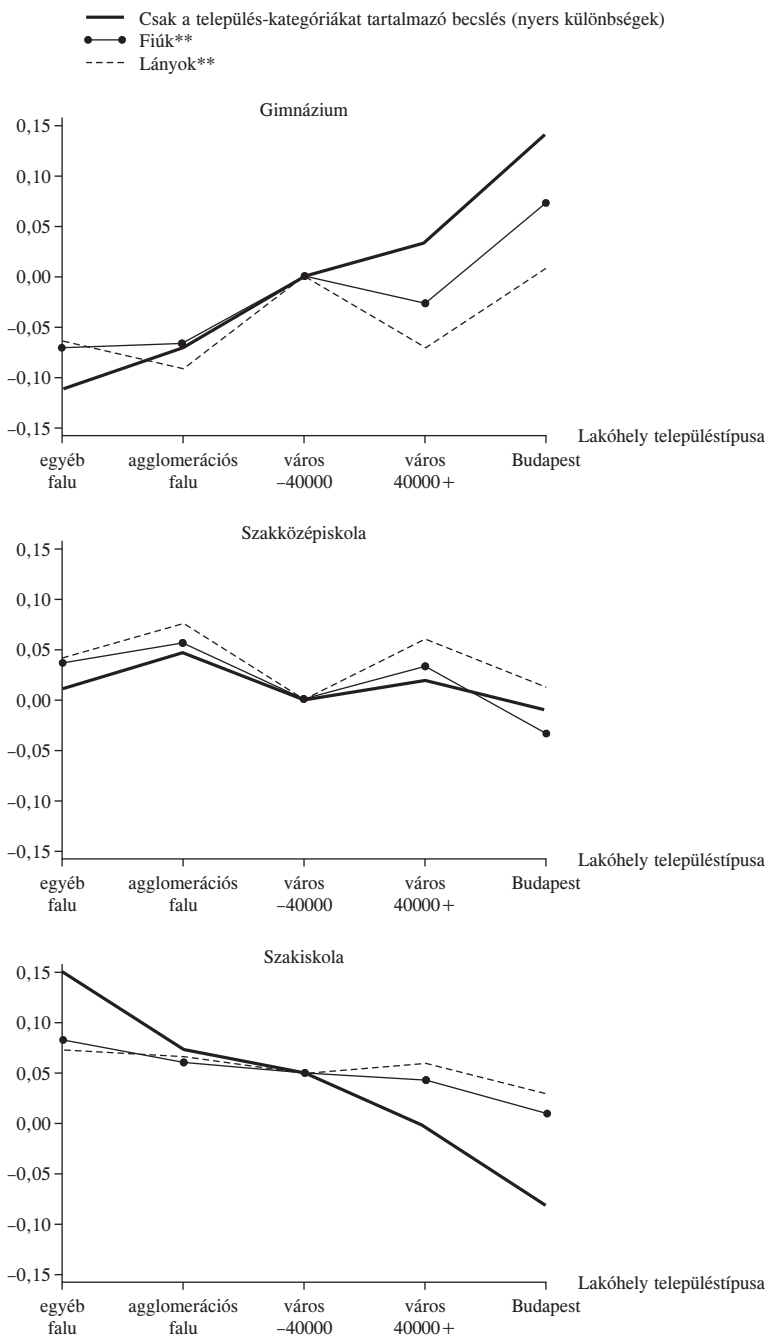 Csak a település-kategóriákat tartalmazó becslés (nyers különbségek)
Fiúk**
Lányok**
Gimnázium
0,15
0,10
0,05
0,00
–0,05
–0,10
–0,15
Lakóhely településtípusa
egyéb falu
agglomerációs falu
város –40000
város 40000+
Budapest
Szakközépiskola
0,15
0,10
0,05
0,00
–0,05
–0,10
–0,15
Lakóhely településtípusa
egyéb falu
agglomerációs falu
város –40000
város 40000+
Budapest
Szakiskola
0,15
0,10
0,05
0,00
–0,05
–0,10
–0,15
Lakóhely településtípusa
egyéb falu
agglomerációs falu
város –40000
város 40000+
Budapest